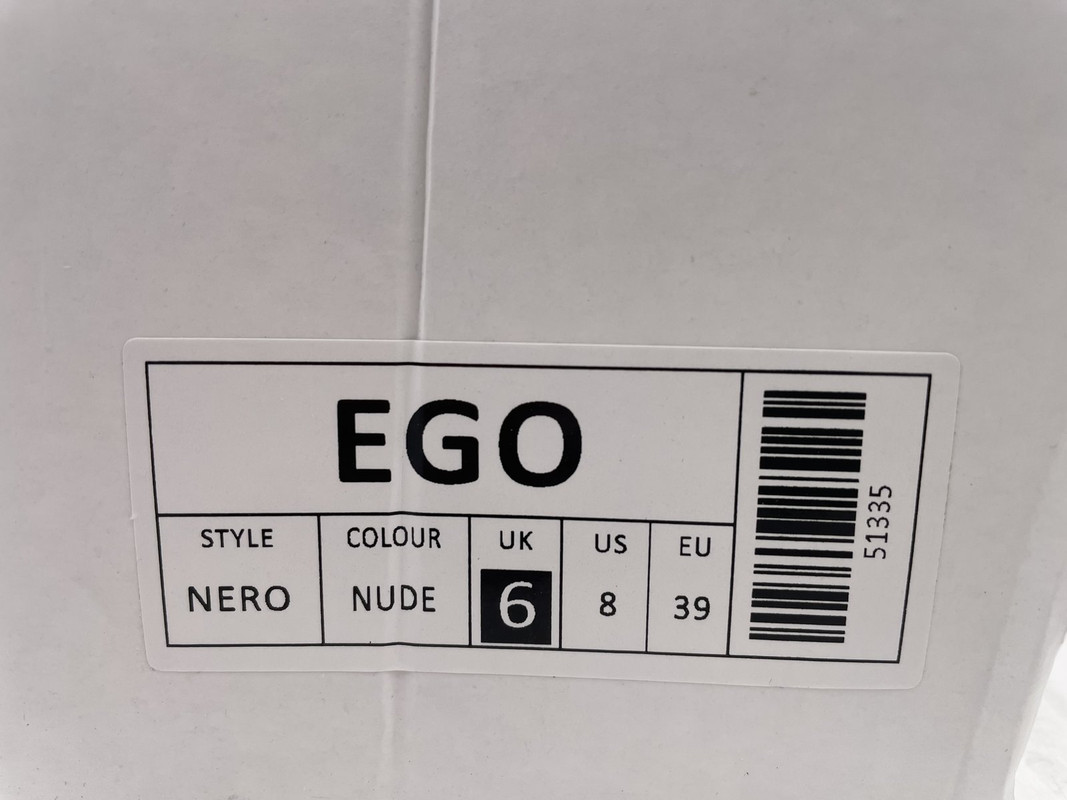 EGO
STYLE COLOUR UK US EU
NERO NUDE 6 8 39
51335